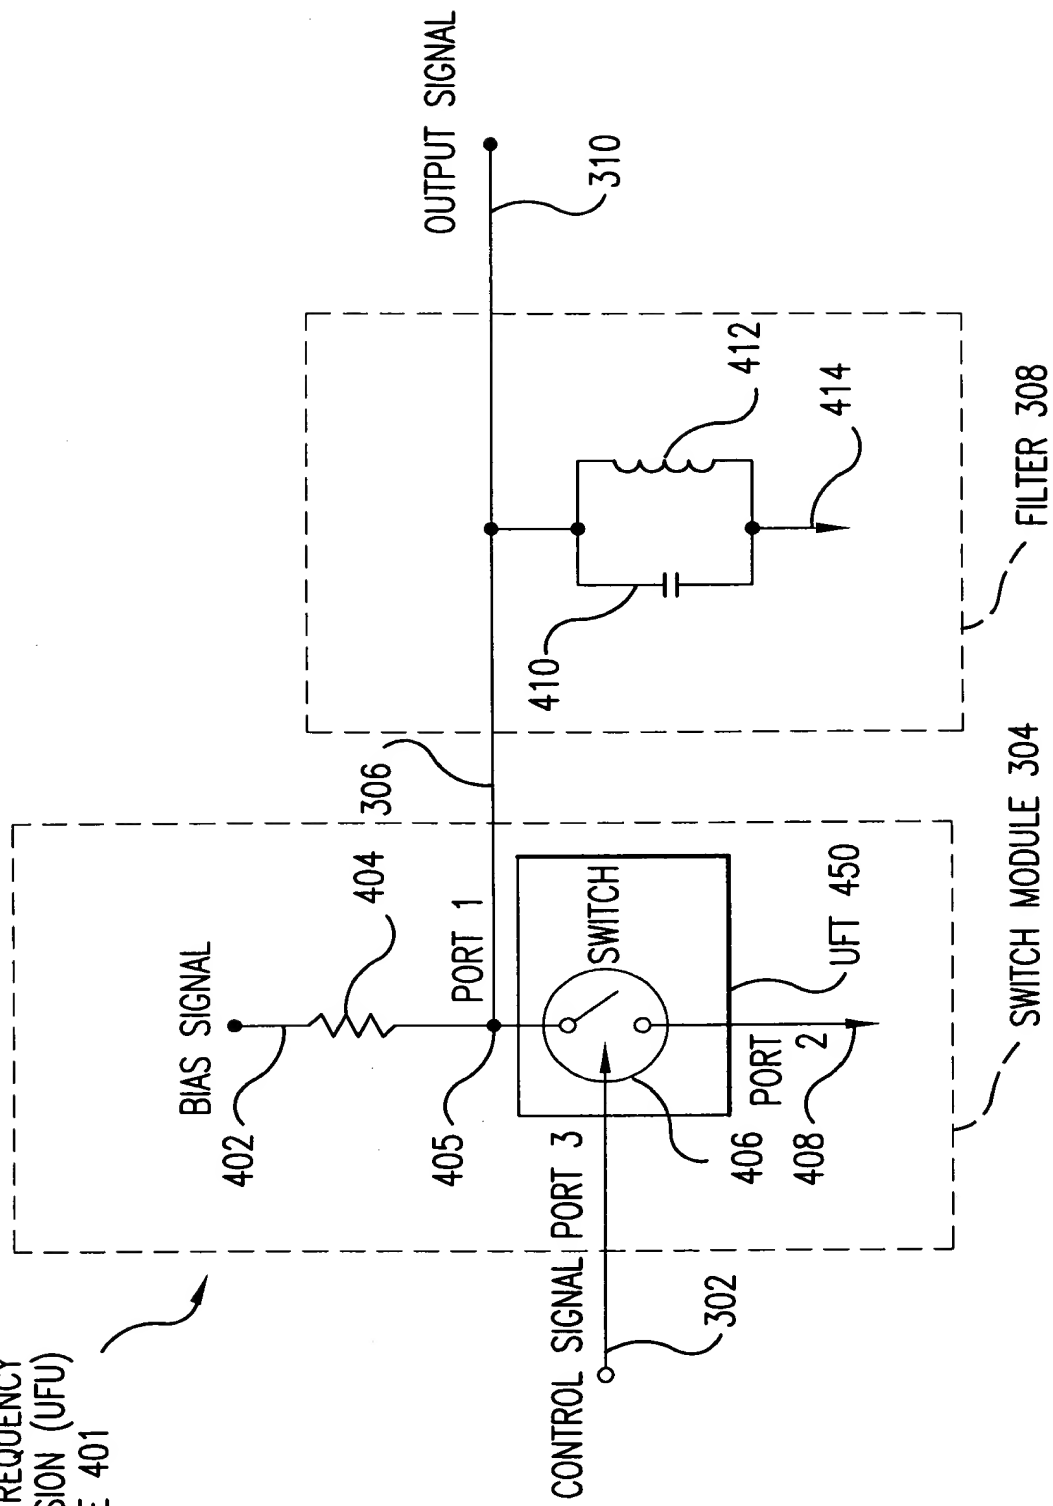 REQUENCY
SION (UFU)
E 401
BIAS SIGNAL
402
404
405
PORT 1
306
OUTPUT SIGNAL
310
CONTROL SIGNAL
PORT 3
302
SWITCH
406
PORT
2
408
UFT 450
410
412
414
SWITCH MODULE 304
FILTER 308